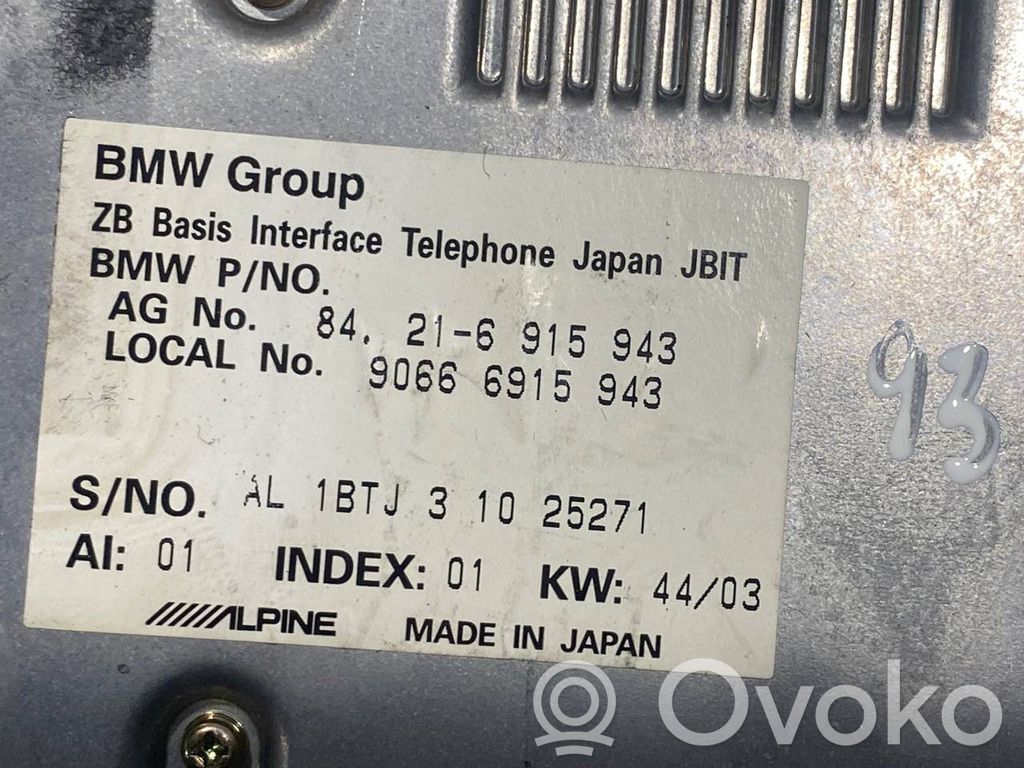 BMW Group
ZB Basis Interface Telephone Japan JBIT
BMW P/NO.
AG No. 84. 21-6 915 943
LOCAL No. 9066 6915 943
93
S/NO. AL 1BTJ 3 10 25271
AI: 01 INDEX: 01 KW: 44/03
ALPINE MADE IN JAPAN
Ovoko